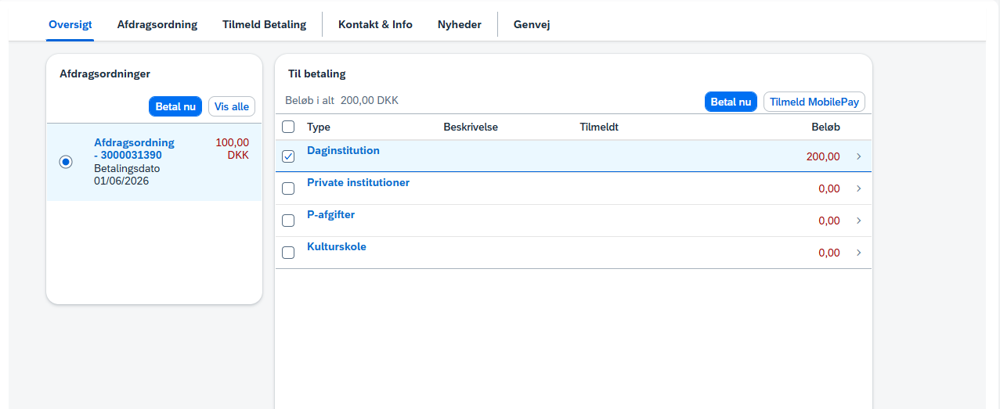 Oversigt Afdragsordning Tilmeld Betaling Kontakt & Info Nyheder Genvej
Afdragsordninger
Betal nu Vis alle
Afdragsordning 100,00
- 3000031390 DKK
Betalingsdato
01/06/2026
Til betaling
Beløb i alt 200,00 DKK Betal nu Tilmeld MobilePay
Type Beskrivelse Tilmeldt Beløb
Daginstitution 200,00
Private institutioner 0,00
P-afgifter 0,00
Kulturskole 0,00